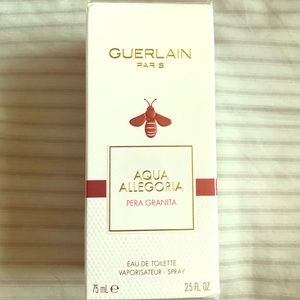 GUERLAIN
PARIS
AQUA
ALLEGORIA
PERA GRANITA
EAU DE TOILETTE
VAPORISATEUR · SPRAY
75 mL e 2.5 FL. OZ